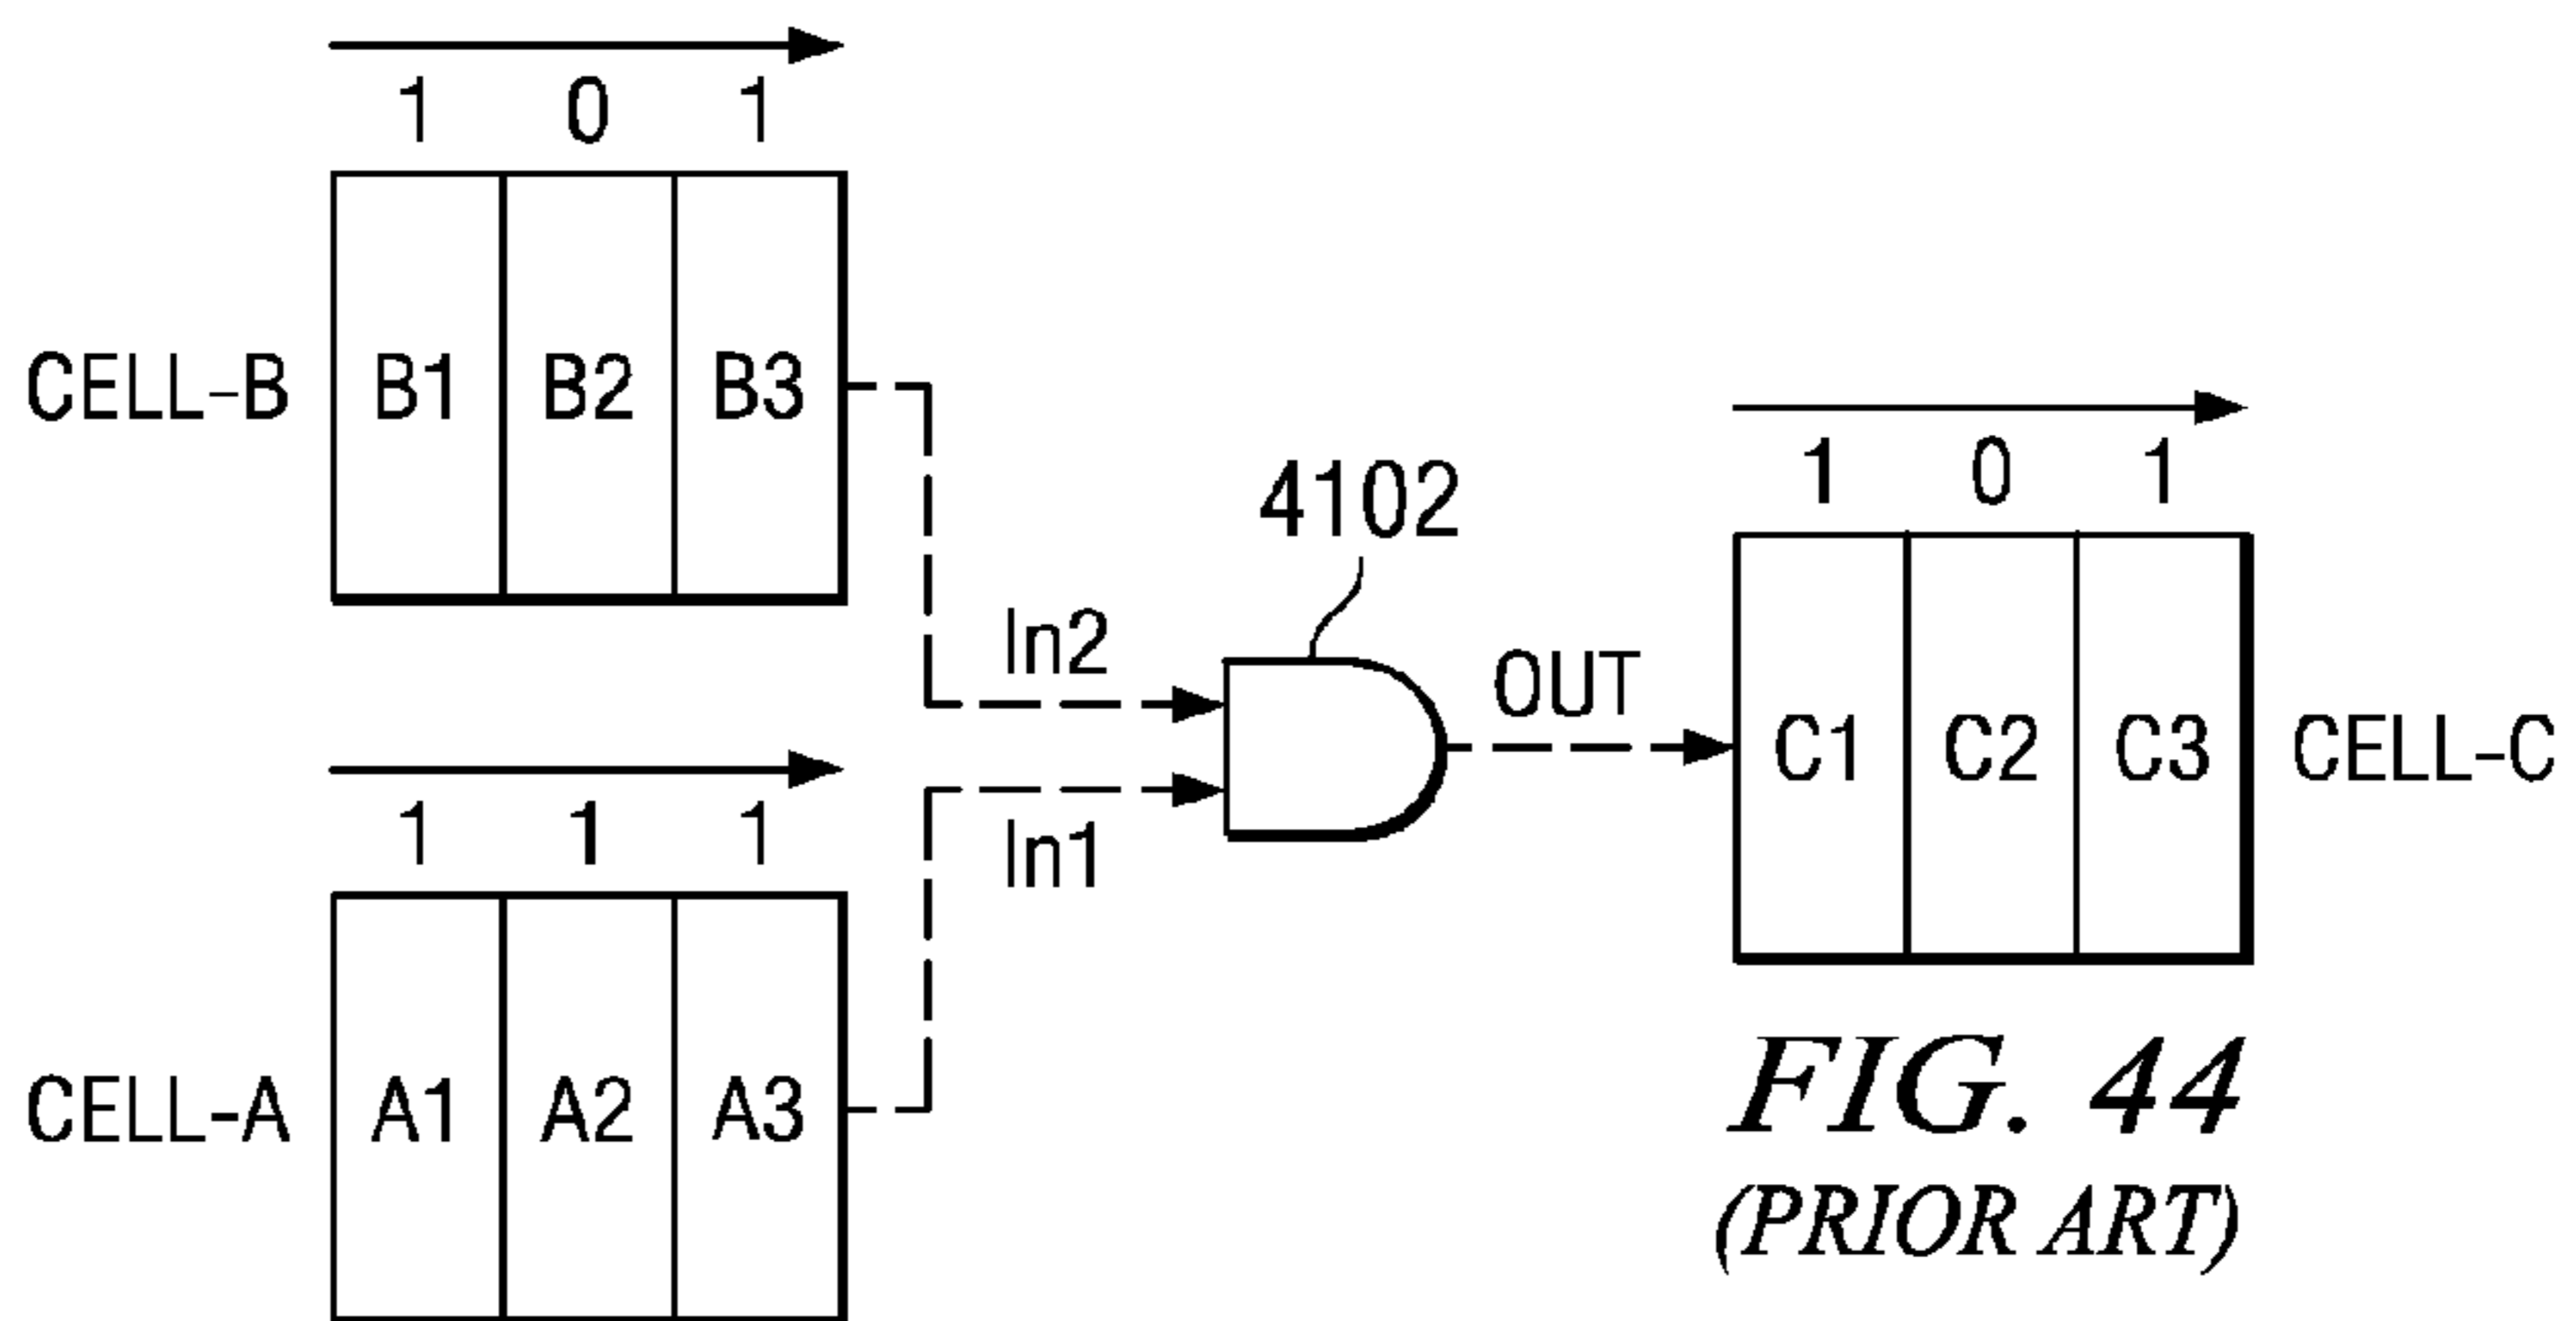 1 0 1
CELL-B B1 B2 B3
In2
4102
OUT
1 0 1
C1 C2 C3 CELL-C
1 1 1
In1
CELL-A A1 A2 A3
FIG. 44
(PRIOR ART)